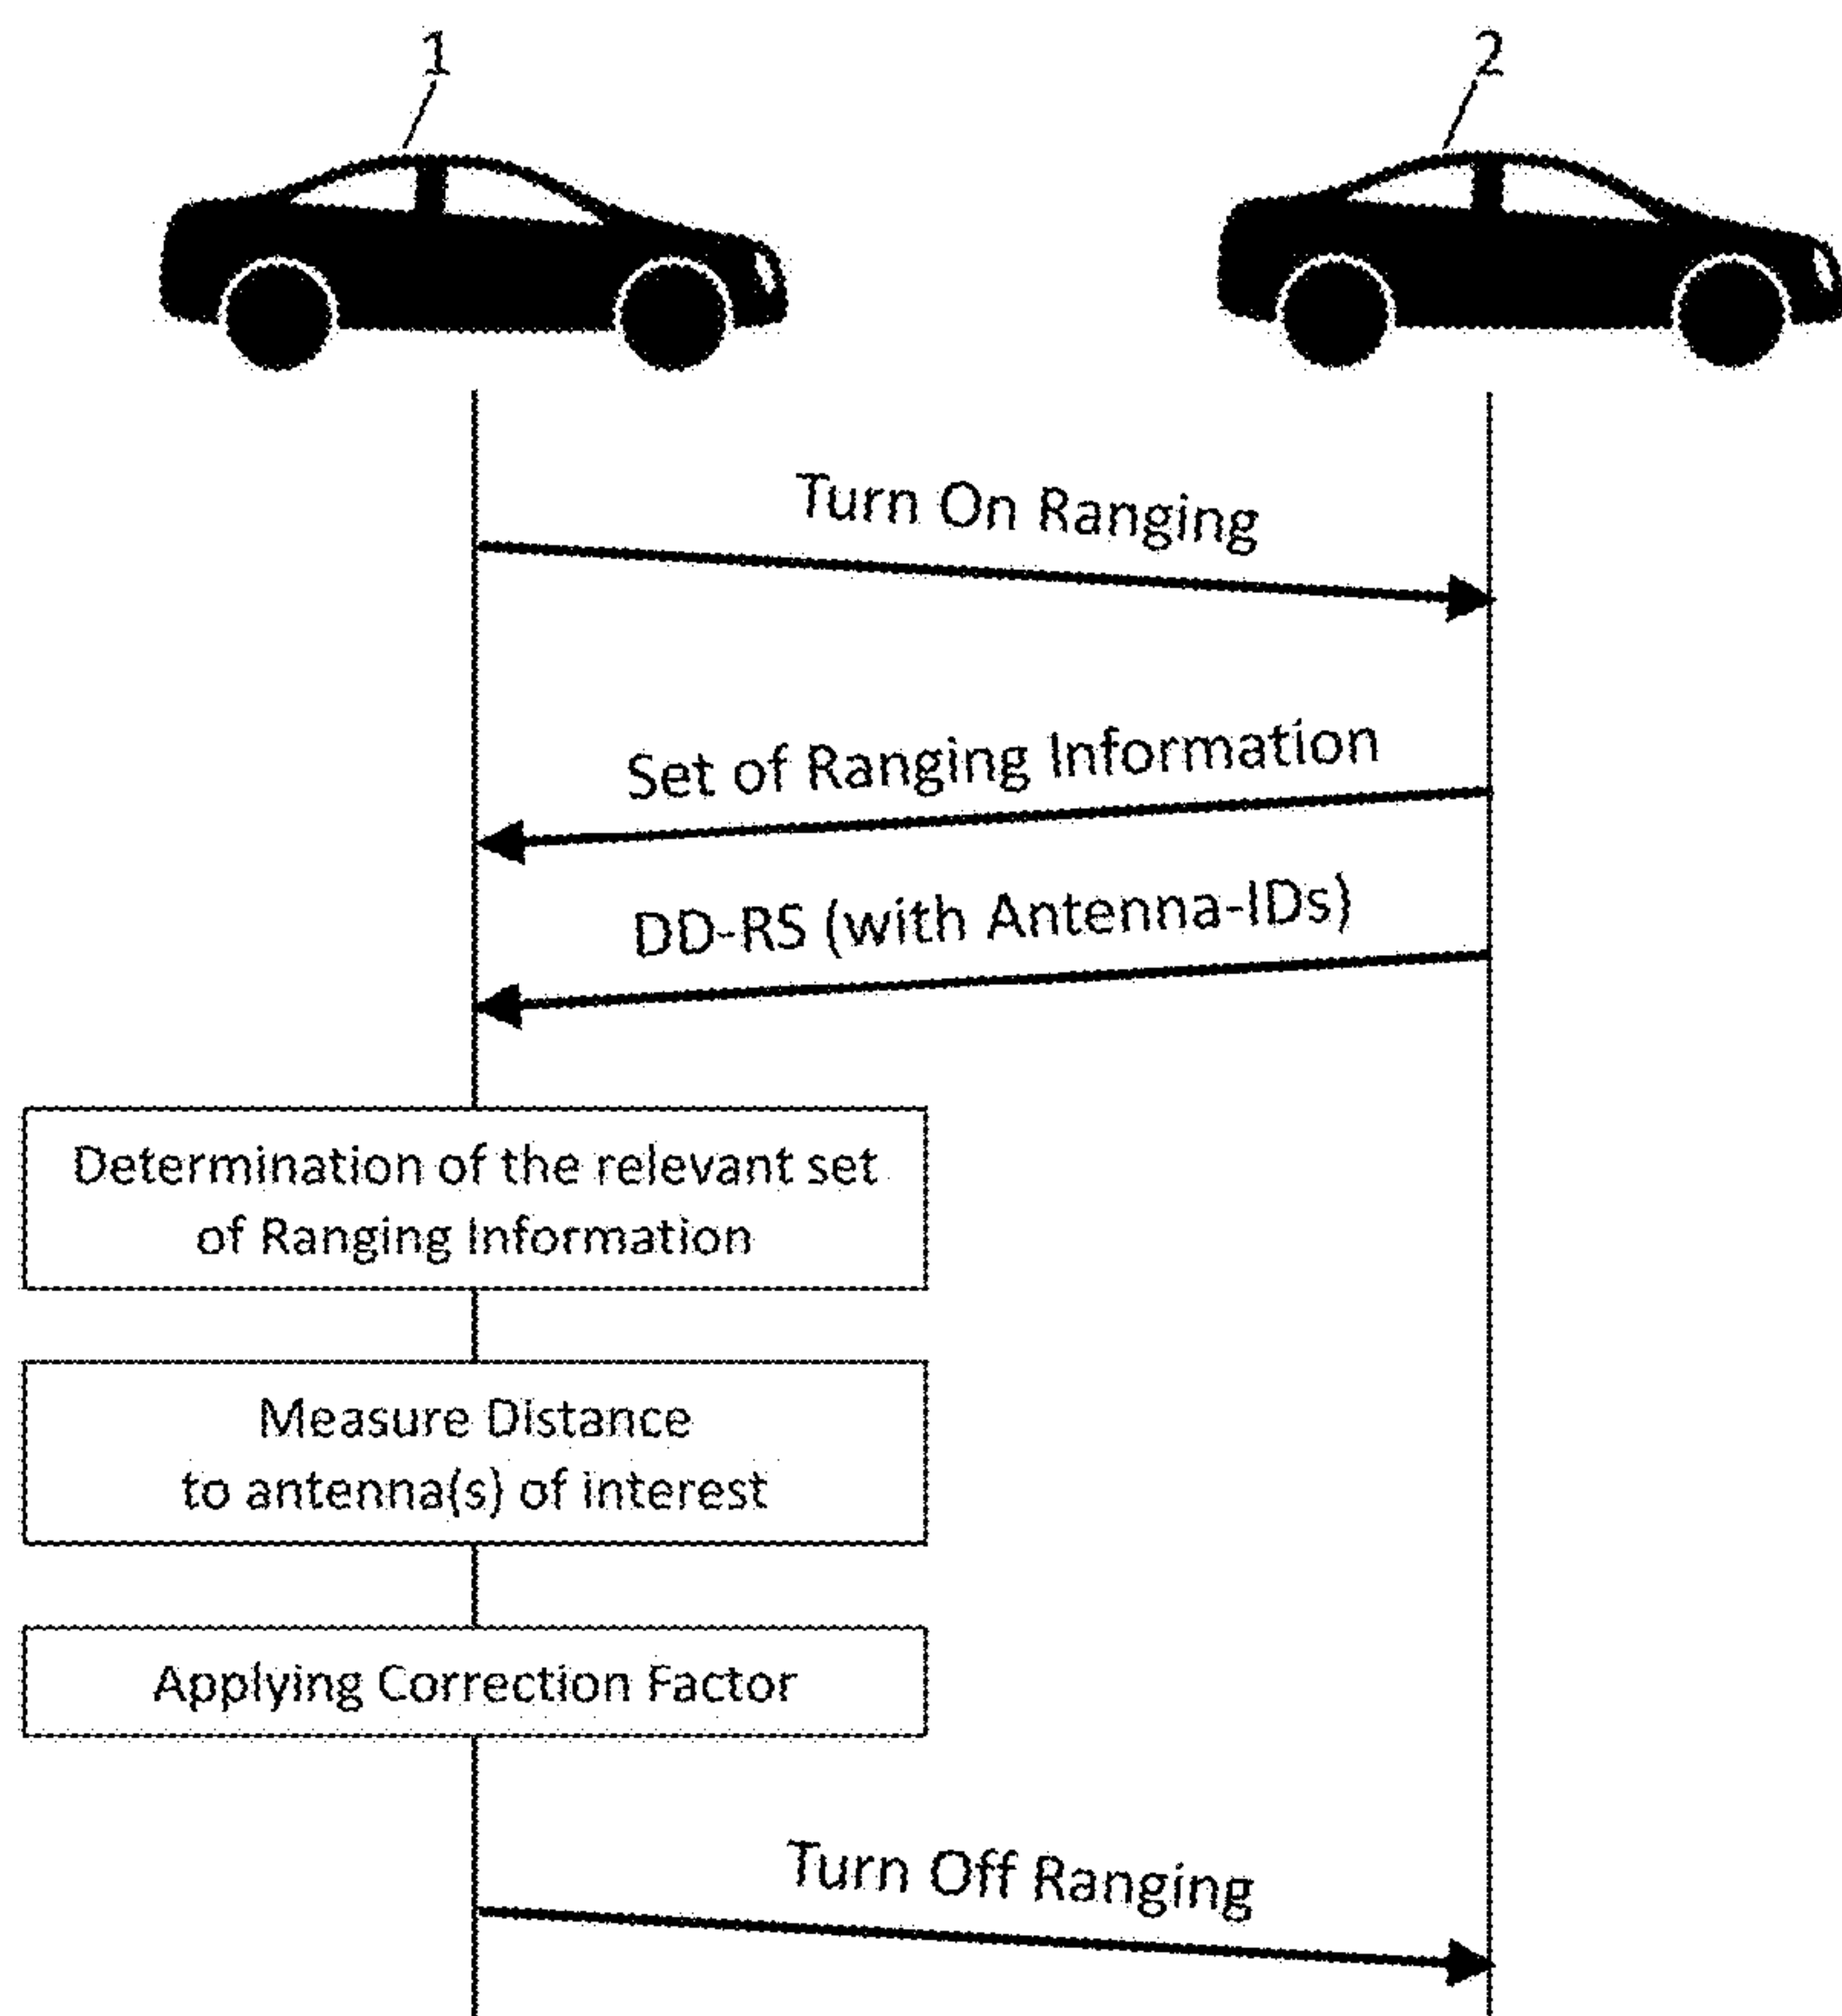 1
2
Turn On Ranging
Set of Ranging Information
DD-RS (with Antenna-IDs)
Determination of the relevant set
of Ranging Information
Measure Distance
to antenna(s) of interest
Applying Correction Factor
Turn Off Ranging